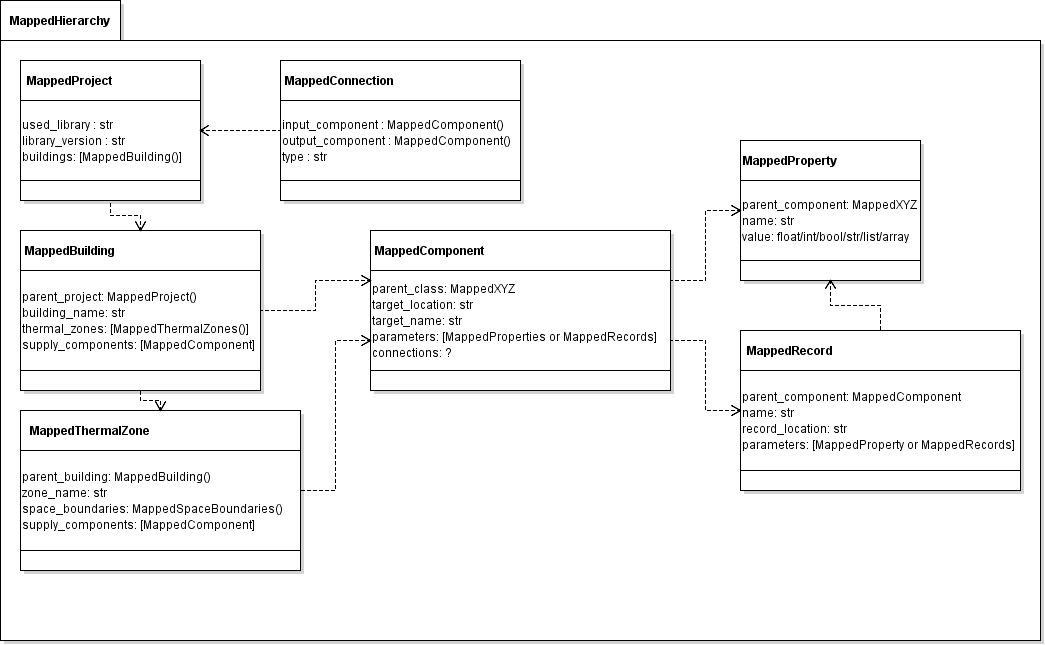 MappedHierarchy
MappedProject
used_library : str
library_version : str
buildings: [MappedBuilding()]
MappedConnection
input_component : MappedComponent()
output_component : MappedComponent()
type : str
MappedProperty
parent_component: MappedXYZ
name: str
value: float/int/bool/str/list/array
MappedBuilding
parent_project: MappedProject()
building_name: str
thermal_zones: [MappedThermalZones()]
supply_components: [MappedComponent]
MappedComponent
parent_class: MappedXYZ
target_location: str
target_name: str
parameters: [MappedProperties or MappedRecords]
connections: ?
MappedRecord
parent_component: MappedComponent
name: str
record_location: str
parameters: [MappedProperty or MappedRecords]
MappedThermalZone
parent_building: MappedBuilding()
zone_name: str
space_boundaries: MappedSpaceBoundaries()
supply_components: [MappedComponent]